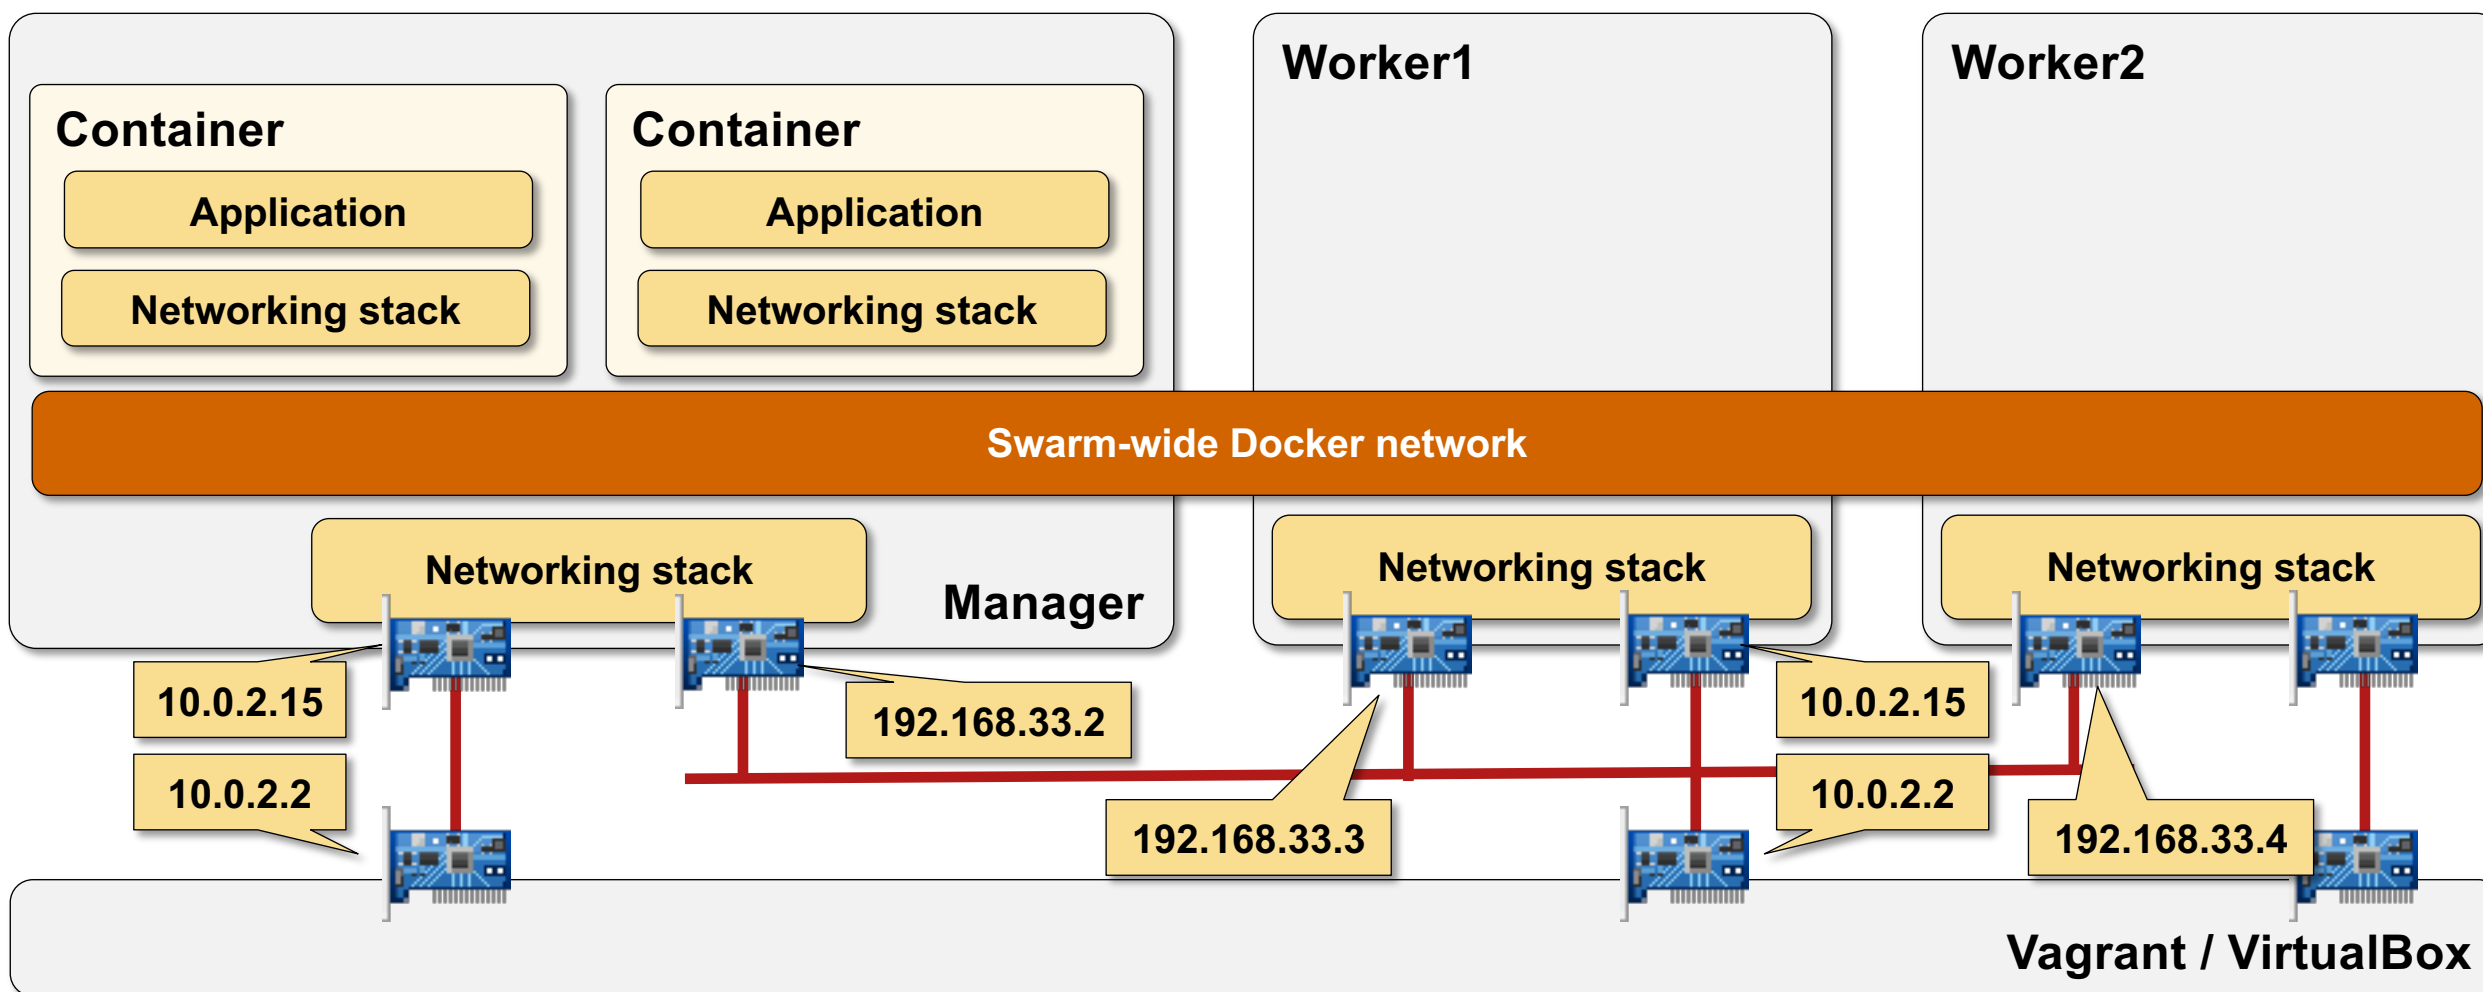 Worker1
Worker2
Container
Container
Application
Application
Networking stack
Networking stack
Swarm-wide Docker network
Networking stack
Networking stack
Networking stack
Manager
10.0.2.15
192.168.33.2
10.0.2.15
10.0.2.2
10.0.2.2
192.168.33.3
192.168.33.4
Vagrant / VirtualBox